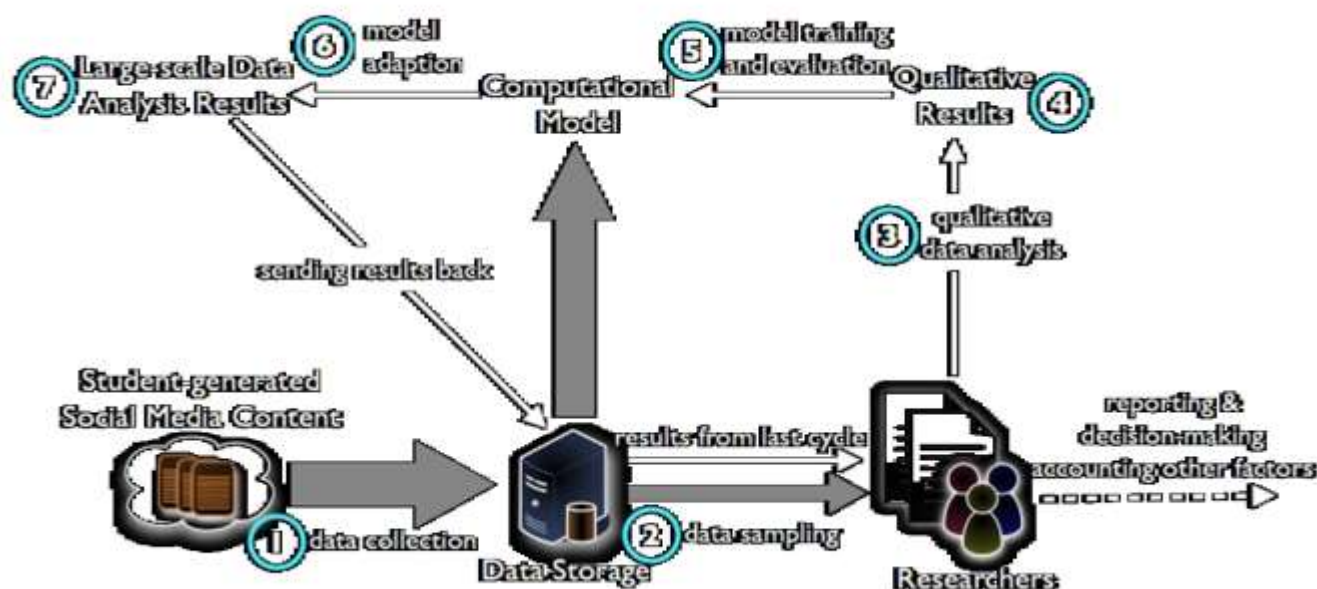 7
Large-scale Data
Analysis Results
6
model
adaption
Computational
Model
5
model training
and evaluation
Qualitative
Results
4
3
qualitative
data analysis
sending results back
Student-generated
Social Media Content
1
data collection
Data Storage
results from last cycle
2
data sampling
Researchers
reporting &
decision-making
accounting other factors